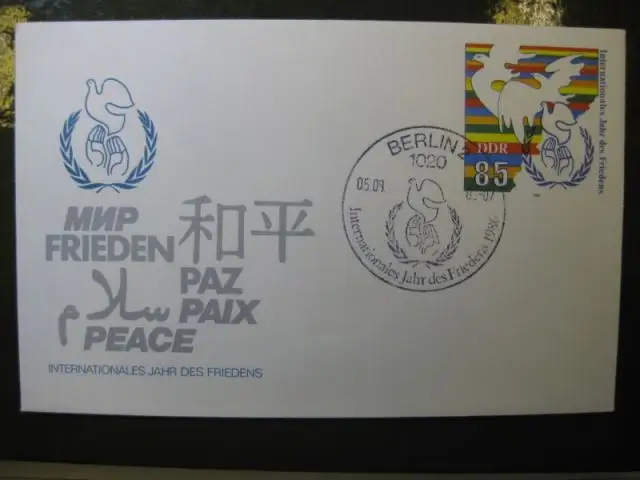 Internationales Jahr des Friedens
DDR
85
BERLIN
1020
05.09.
Internationales Jahr des Friedens 1986
МИР
FRIEDEN
和平
سلام
PAZ
PAIX
PEACE
INTERNATIONALES JAHR DES FRIEDENS